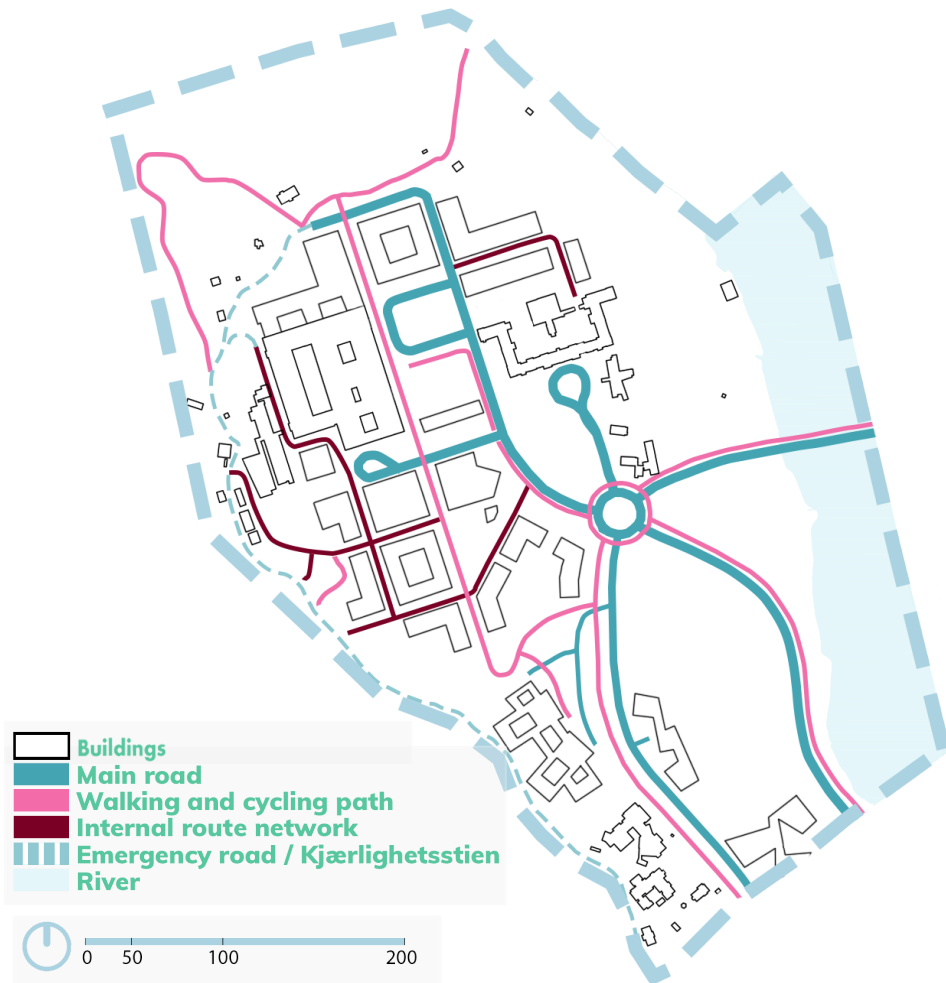 Buildings
Main road
Walking and cycling path
Internal route network
Emergency road / Kjærlighetsstien
River
0 50 100 200